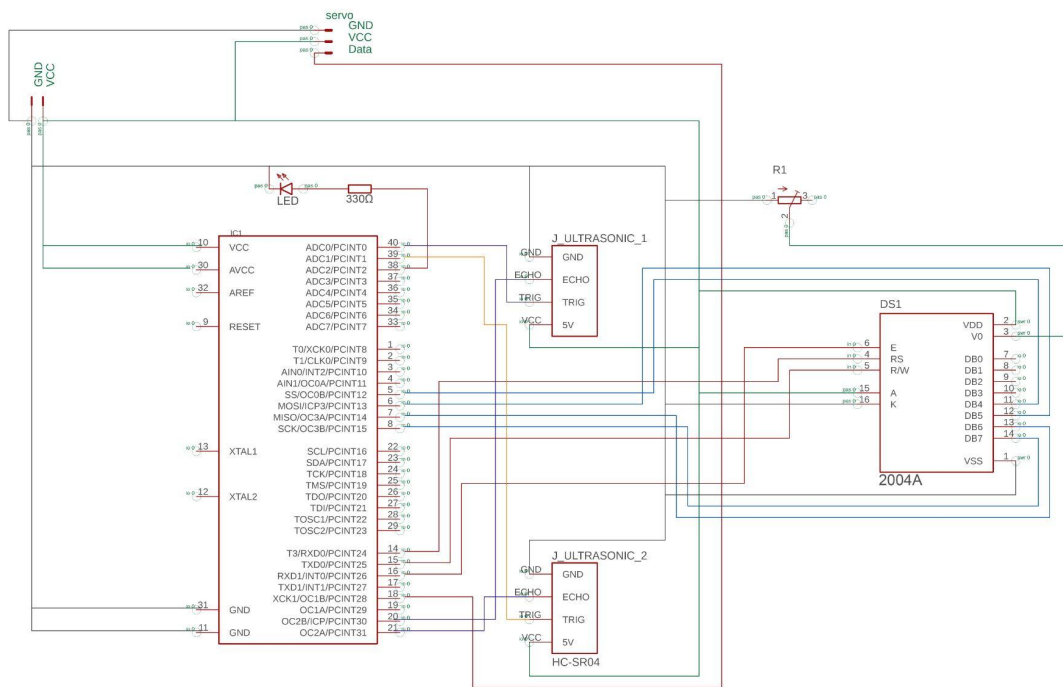 servo
GND
VCC
Data
GND
VCC
R1
1
3
2
LED
330Ω
IC1
10 VCC
30 AVCC
32 AREF
9 RESET
13 XTAL1
12 XTAL2
31 GND
11 GND
ADC0/PCINT0 40
ADC1/PCINT1 39
ADC2/PCINT2 38
ADC3/PCINT3 37
ADC4/PCINT4 36
ADC5/PCINT5 35
ADC6/PCINT6 34
ADC7/PCINT7 33
T0/XCK0/PCINT8 1
T1/CLK0/PCINT9 2
AIN0/INT2/PCINT10 3
AIN1/OC0A/PCINT11 4
SS/OC0B/PCINT12 5
MOSI/ICP3/PCINT13 6
MISO/OC3A/PCINT14 7
SCK/OC3B/PCINT15 8
SCL/PCINT16 22
SDA/PCINT17 23
TCK/PCINT18 24
TMS/PCINT19 25
TDO/PCINT20 26
TDI/PCINT21 27
TOSC1/PCINT22 28
TOSC2/PCINT23 29
T3/RXD0/PCINT24 14
TXD0/PCINT25 15
RXD1/INT0/PCINT26 16
TXD1/INT1/PCINT27 17
XCK1/OC1B/PCINT28 18
OC1A/PCINT29 19
OC2B/ICP/PCINT30 20
OC2A/PCINT31 21
J_ULTRASONIC_1
GND GND
ECHO ECHO
TRIG TRIG
VCC 5V
J_ULTRASONIC_2
GND GND
ECHO ECHO
TRIG TRIG
VCC 5V
HC-SR04
DS1
6 E
4 RS
5 R/W
15 A
16 K
VDD 2
V0 3
DB0 7
DB1 8
DB2 9
DB3 10
DB4 11
DB5 12
DB6 13
DB7 14
VSS 1
2004A